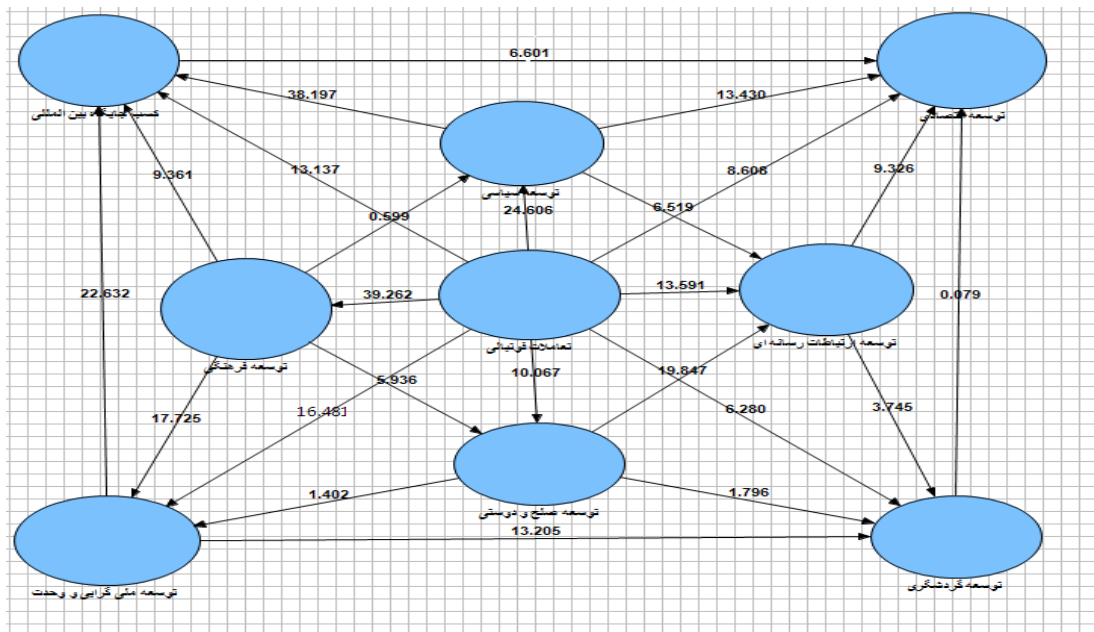 6.601
38.197
13.430
کسب جایگاه بین المللی
توسعه اقتصادی
9.361
13.137
8.608
9.326
توسعه سیاسی
0.599
24.606
6.519
22.632
39.262
13.591
0.079
توسعه فرهنگی
تعاملات فوتبالی
توسعه ارتباطات رسانه ای
5.936
10.067
19.847
17.725
16.481
6.280
3.745
1.402
1.796
توسعه صلح و دوستی
13.205
توسعه ملی گرایی و وحدت
توسعه گردشگری